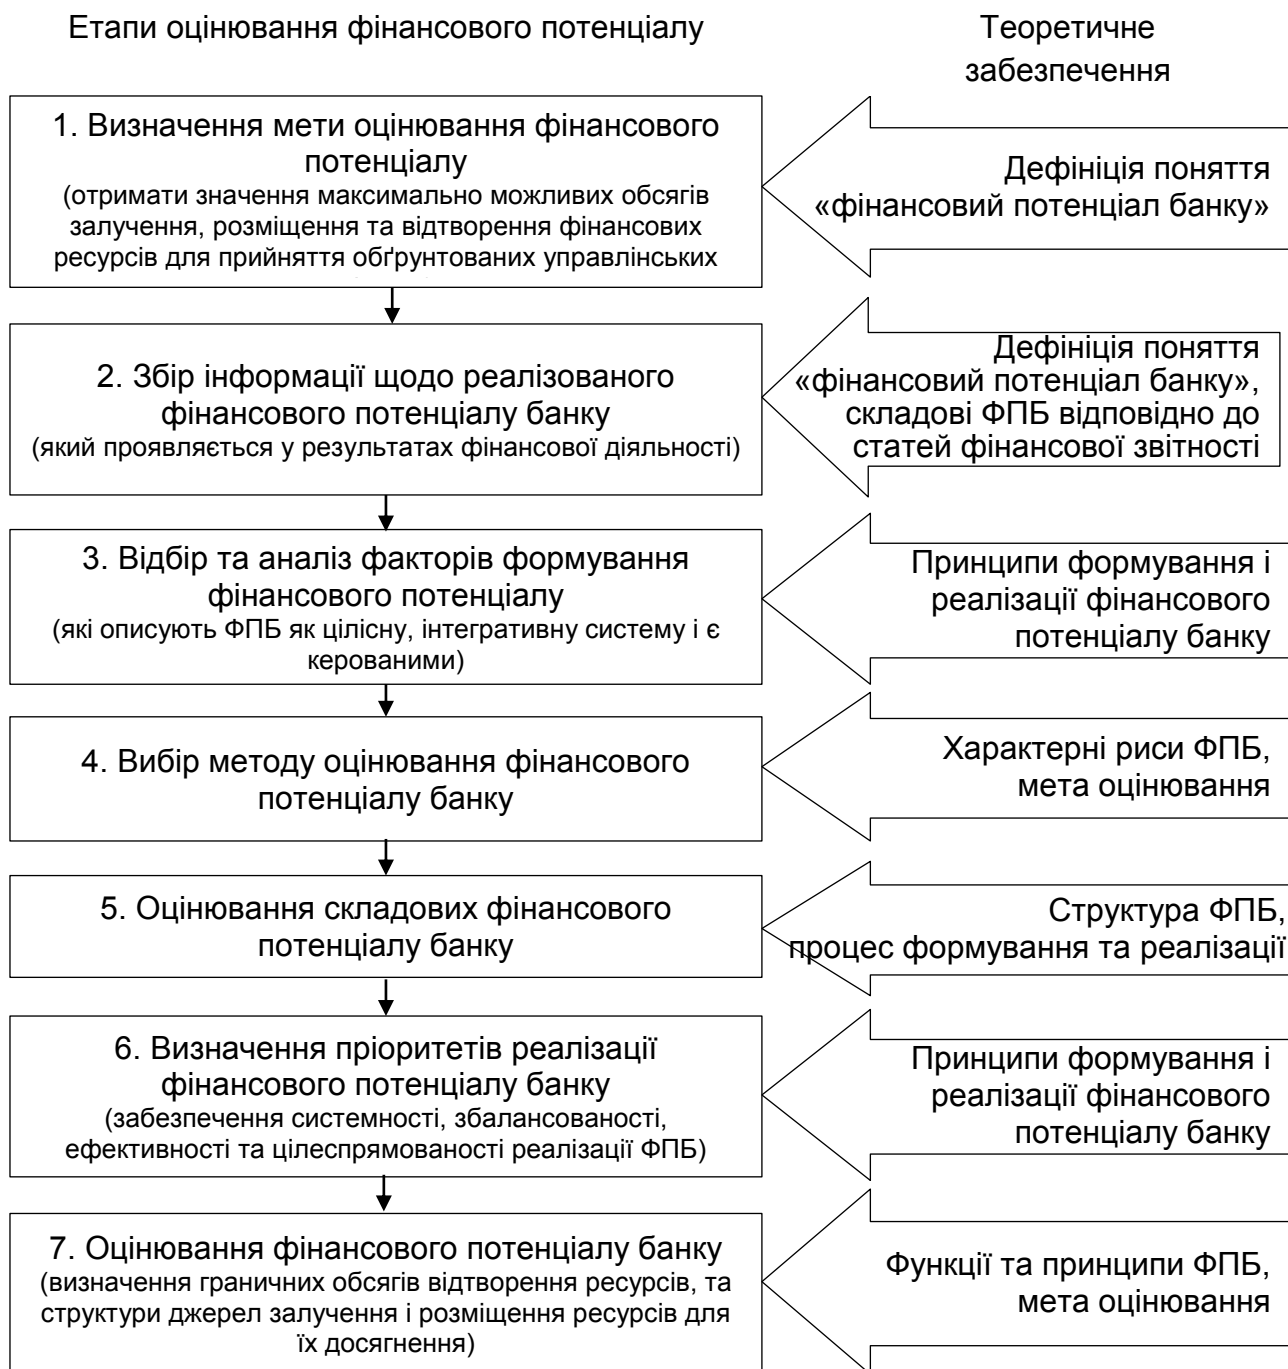 Етапи оцінювання фінансового потенціалу
Теоретичне
забезпечення
1. Визначення мети оцінювання фінансового
потенціалу
(отримати значення максимально можливих обсягів
залучення, розміщення та відтворення фінансових
ресурсів для прийняття обґрунтованих управлінських
Дефініція поняття
«фінансовий потенціал банку»
2. Збір інформації щодо реалізованого
фінансового потенціалу банку
(який проявляється у результатах фінансової діяльності)
Дефініція поняття
«фінансовий потенціал банку»,
складові ФПБ відповідно до
статей фінансової звітності
3. Відбір та аналіз факторів формування
фінансового потенціалу
(які описують ФПБ як цілісну, інтегративну систему і є
керованими)
Принципи формування і
реалізації фінансового
потенціалу банку
4. Вибір методу оцінювання фінансового
потенціалу банку
Характерні риси ФПБ,
мета оцінювання
5. Оцінювання складових фінансового
потенціалу банку
Структура ФПБ,
процес формування та реалізації
6. Визначення пріоритетів реалізації
фінансового потенціалу банку
(забезпечення системності, збалансованості,
ефективності та цілеспрямованості реалізації ФПБ)
Принципи формування і
реалізації фінансового
потенціалу банку
7. Оцінювання фінансового потенціалу банку
(визначення граничних обсягів відтворення ресурсів, та
структури джерел залучення і розміщення ресурсів для
їх досягнення)
Функції та принципи ФПБ,
мета оцінювання